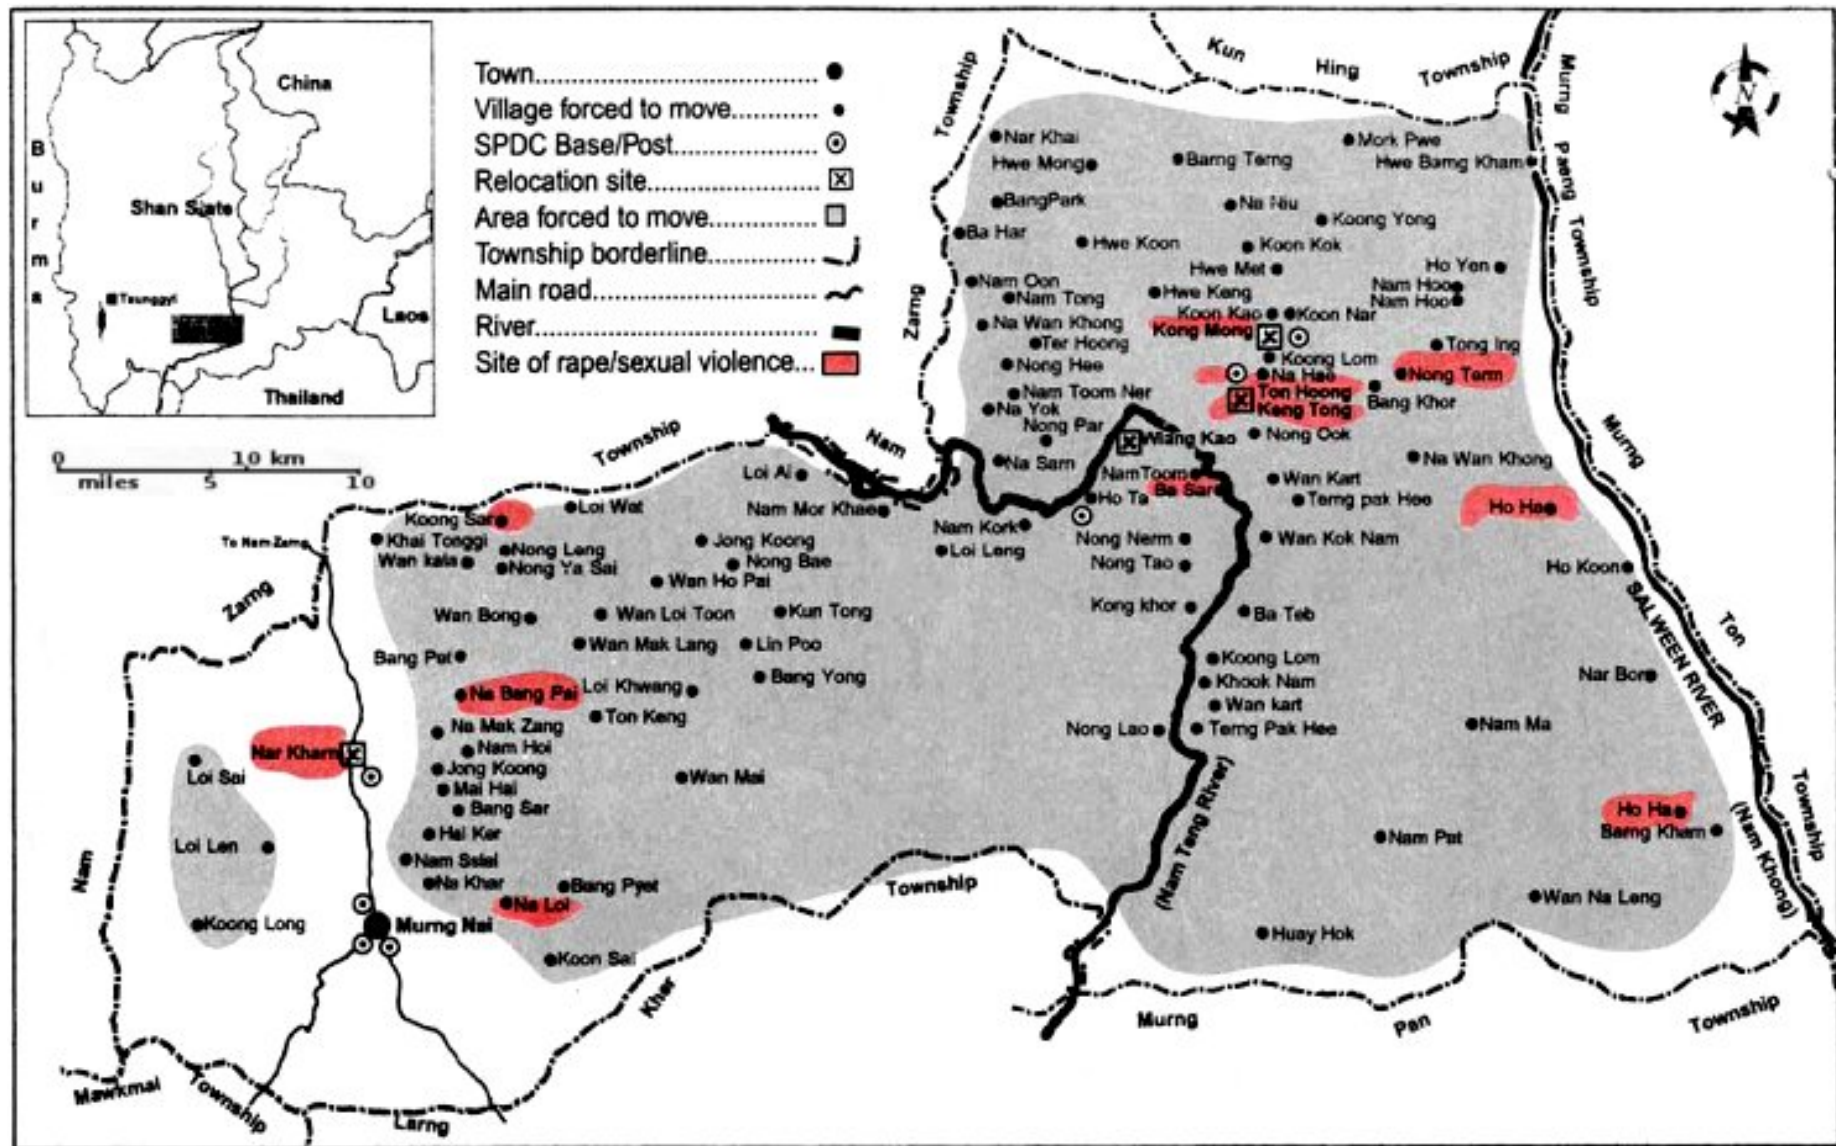 China
B
u
r
m
a
Shan State
Taunggyi
Laos
Thailand
Town
Village forced to move
SPDC Base/Post
Relocation site
Area forced to move
Township borderline
Main road
River
Site of rape/sexual violence...
0 10 km
miles 5 10
Kun Hing Township
Township
Zarng
Murng Paeng Township
N
Nar Khai
Hwe Mong
Barng Terng
Mork Pwe
Hwe Barng Kham
BangPark
Na Niu
Koong Yong
Ba Har
Hwe Koon
Koon Kok
Hwe Met
Ho Yen
Nam Oon
Nam Tong
Hwe Keng
Nam Hoo
Nam Hoo
Koon Kao
Koon Nar
Na Wan Khong
Kong Mong
Ter Hoong
Tong Ing
Koong Lom
Nong Hee
Na Hae
Nong Term
Nam Toom Ner
Ton Hoong
Keng Tong
Bang Khor
Na Yok
Nong Par
Wiang Kao
Nong Ook
Na Sarn
Nam Toom
Na Wan Khong
Ba Sar
Wan Kart
Ho Ta
Terng pak Hee
Ho Ha
Nam Kork
Loi Leng
Nong Nerm
Wan Kok Nam
Nong Tao
Ho Koon
Kong khor
Ba Teb
Koong Lom
Khook Nam
Nar Bor
Wan kart
Nong Lao
Terng Pak Hee
Nam Ma
Ho Ha
Barng Kham
Nam Pat
Wan Na Leng
Huay Hok
Township
Nam
Loi Ai
Nam Mor Khae
Koong Sar
Loi Wat
To Nam Zarng
Khai Tonggi
Nong Leng
Jong Koong
Wan kala
Nong Ya Sai
Nong Bae
Wan Ho Pai
Zarng
Wan Bong
Wan Loi Toon
Kun Tong
Wan Mak Lang
Lin Poo
Bang Pet
Na Bang Pai
Loi Khwang
Bang Yong
Ton Keng
Na Mak Zang
Nar Kharn
Nam Hoi
Loi Sai
Jong Koong
Wan Mai
Mai Hai
Bang Sar
Hai Ker
Loi Len
Nam
Na Khar
Bang Pyat
Na Loi
Koong Long
Murng Nai
Koon Sai
Nam
Khar
Township
Mawkmai
Township
Larng
(Nam Teng River)
Murng
Ton
Township
SALWEEN RIVER
(Nam Khong)
Murng Pan Township